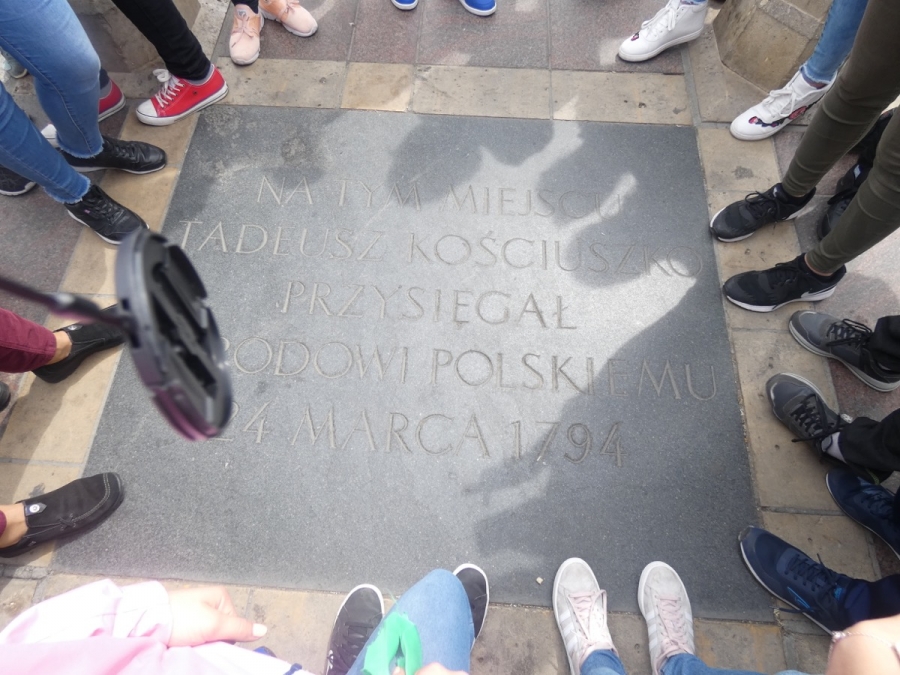 NA TYM MIEJSCU
TADEUSZ KOŚCIUSZKO
PRZYSIĘGAŁ
RODOWI POLSKIEMU
24 MARCA 1794